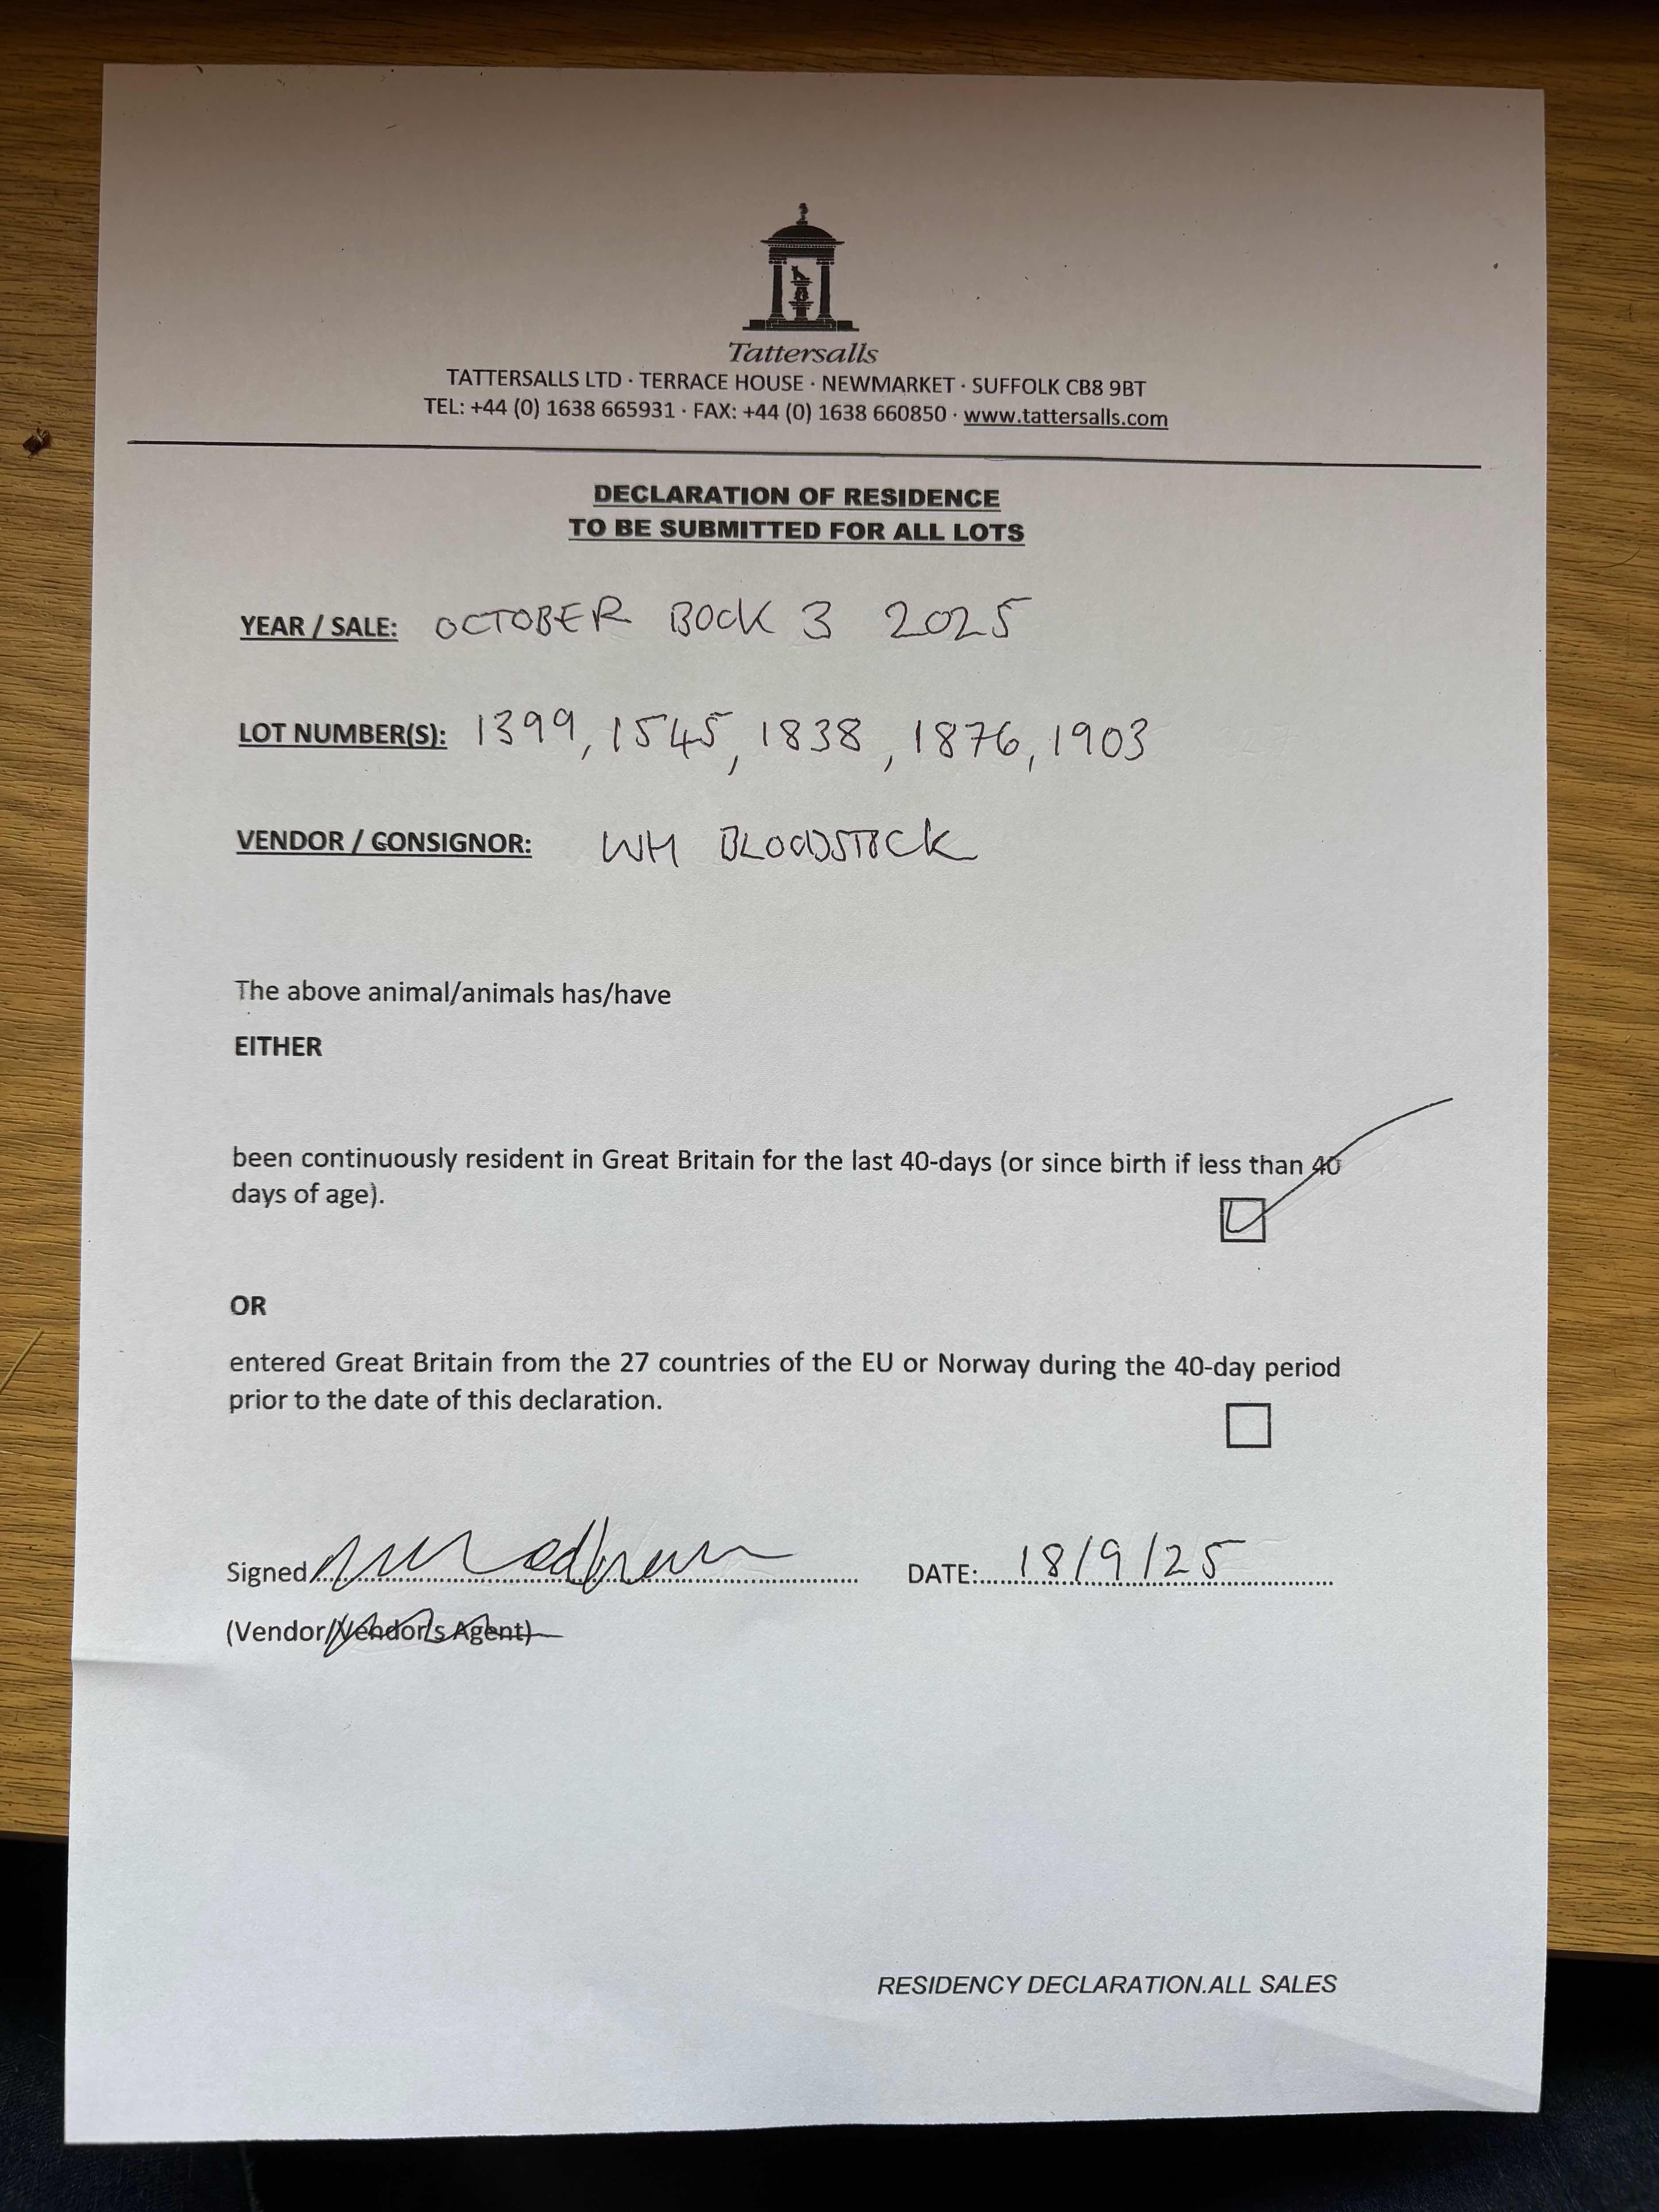 Tattersalls
TATTERSALLS LTD · TERRACE HOUSE · NEWMARKET · SUFFOLK CB8 9BT
TEL: +44 (0) 1638 665931 · FAX: +44 (0) 1638 660850 · www.tattersalls.com
DECLARATION OF RESIDENCE
TO BE SUBMITTED FOR ALL LOTS
YEAR / SALE: OCTOBER BOOK 3 2025
LOT NUMBER(S): 1399, 1545, 1838, 1876, 1903
VENDOR / CONSIGNOR: WH BLOODSTOCK
The above animal/animals has/have
EITHER
been continuously resident in Great Britain for the last 40-days (or since birth if less than 40
days of age).
OR
entered Great Britain from the 27 countries of the EU or Norway during the 40-day period
prior to the date of this declaration.
Signed DATE: 18/9/25
(Vendor/Vendor's Agent)
RESIDENCY DECLARATION.ALL SALES